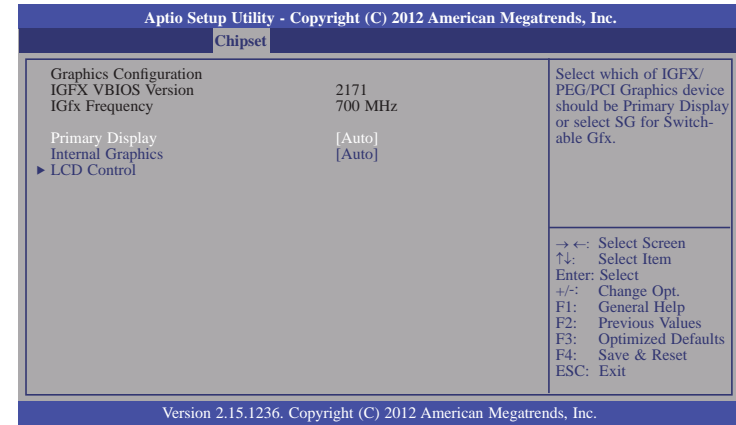 Aptio Setup Utility - Copyright (C) 2012 American Megatrends, Inc.
Chipset
Graphics Configuration
IGFX VBIOS Version 2171
IGfx Frequency 700 MHz
Primary Display [Auto]
Internal Graphics [Auto]
▶ LCD Control
Select which of IGFX/
PEG/PCI Graphics device
should be Primary Display
or select SG for Switch-
able Gfx.
→ ←: Select Screen
↑↓: Select Item
Enter: Select
+/-: Change Opt.
F1: General Help
F2: Previous Values
F3: Optimized Defaults
F4: Save & Reset
ESC: Exit
Version 2.15.1236. Copyright (C) 2012 American Megatrends, Inc.